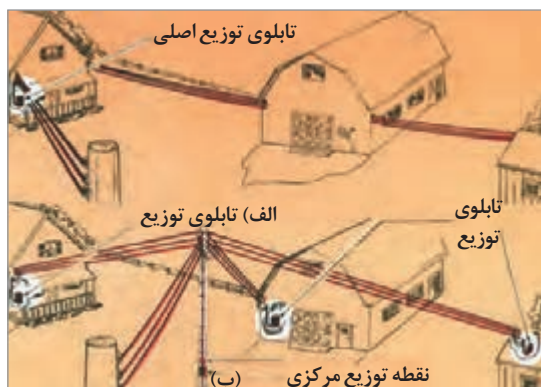 تابلوی توزیع اصلی
الف) تابلوی توزیع
تابلوی
توزیع
نقطه توزیع مرکزی
(ب)